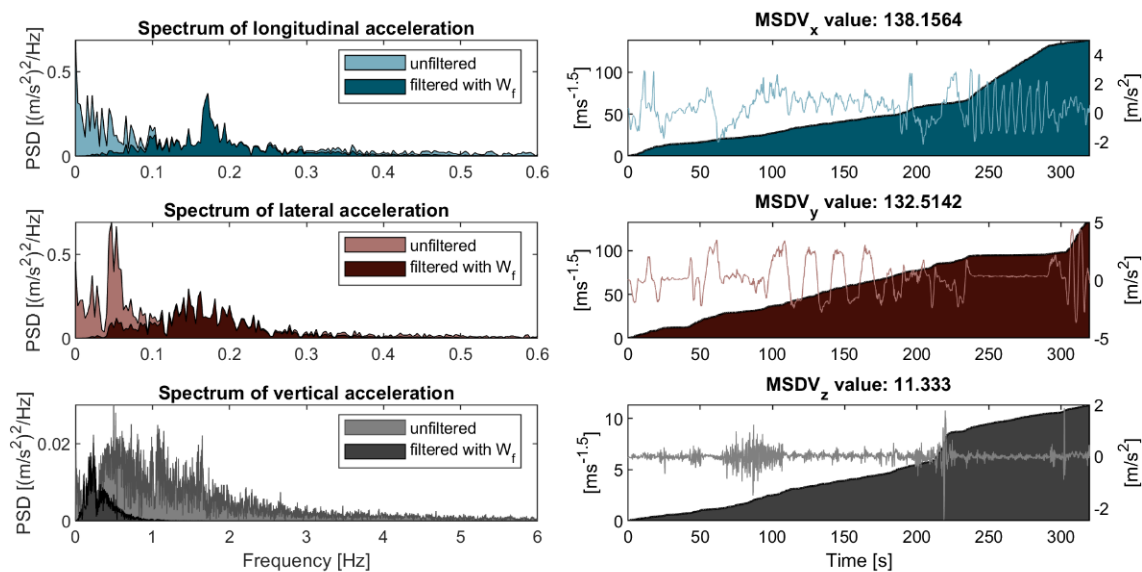 Spectrum of longitudinal acceleration
PSD [(m/s²)²/Hz]
0.5
0
unfiltered
filtered with W_f
0 0.1 0.2 0.3 0.4 0.5 0.6
MSDV_x value: 138.1564
[ms^-1.5]
100
50
0
4
2
0
-2
[m/s²]
0 50 100 150 200 250 300
Spectrum of lateral acceleration
PSD [(m/s²)²/Hz]
0.5
0
unfiltered
filtered with W_f
0 0.1 0.2 0.3 0.4 0.5 0.6
MSDV_y value: 132.5142
[ms^-1.5]
100
50
0
5
0
-5
[m/s²]
0 50 100 150 200 250 300
Spectrum of vertical acceleration
PSD [(m/s²)²/Hz]
0.02
0
unfiltered
filtered with W_f
0 1 2 3 4 5 6
Frequency [Hz]
MSDV_z value: 11.333
[ms^-1.5]
10
5
0
2
0
-2
[m/s²]
0 50 100 150 200 250 300
Time [s]